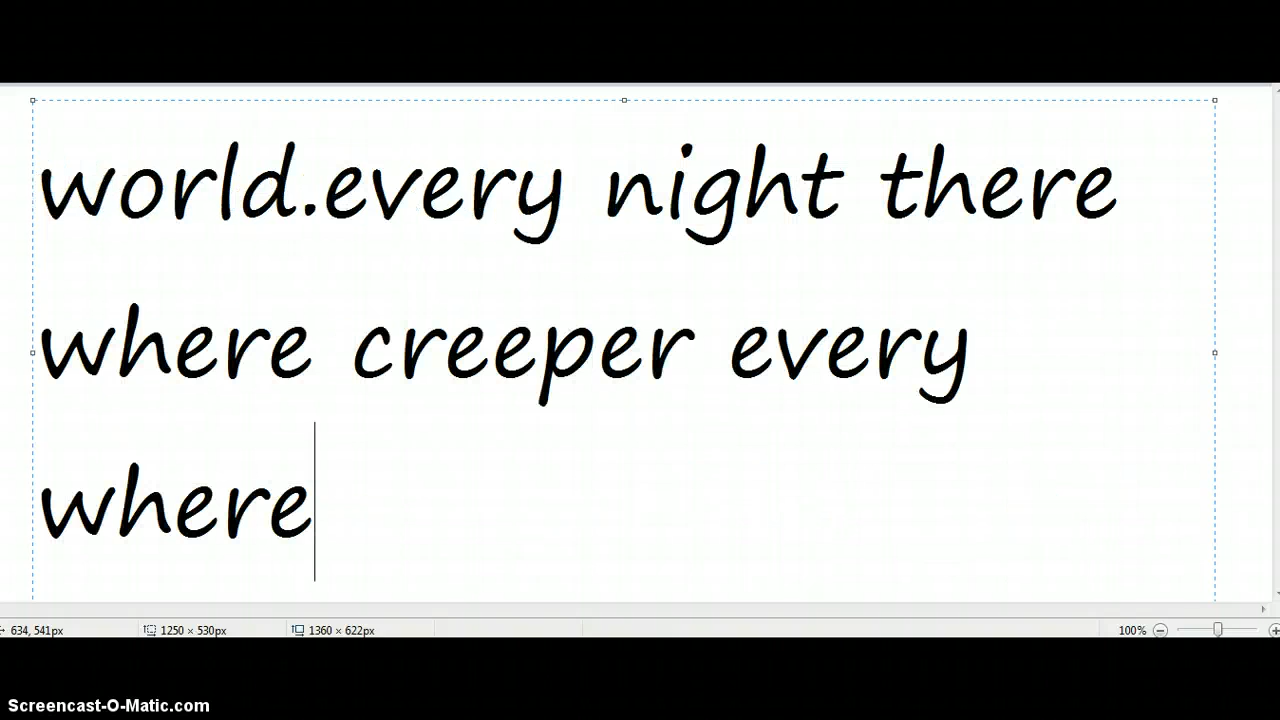 world.every night there
where creeper every
where
634, 541px 1250 × 530px 1360 × 622px 100%
Screencast-O-Matic.com